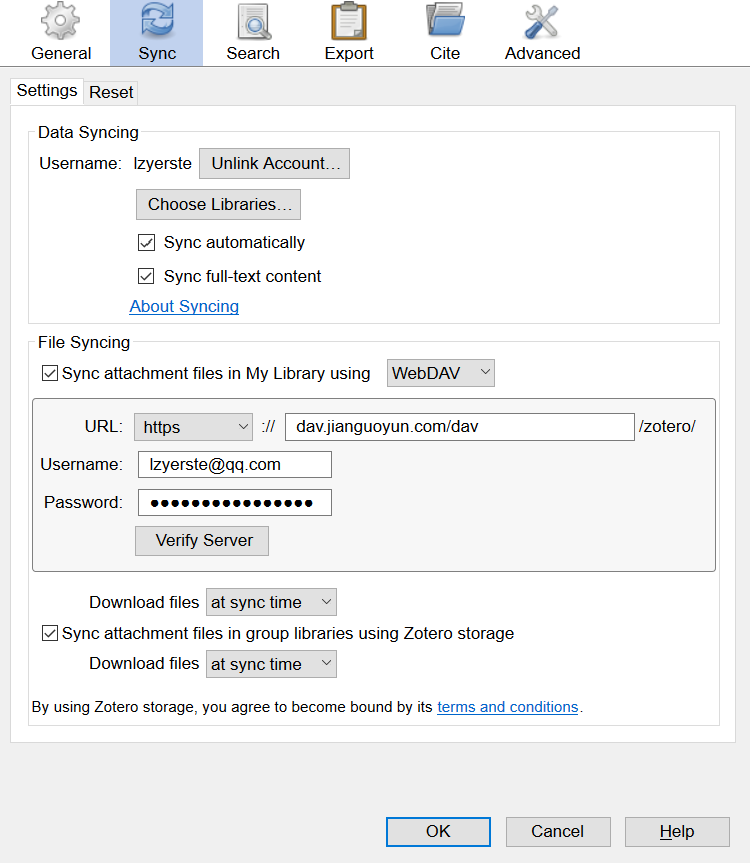 General Sync Search Export Cite Advanced
Settings Reset
Data Syncing
Username: lzyerste Unlink Account...
Choose Libraries...
Sync automatically
Sync full-text content
About Syncing
File Syncing
Sync attachment files in My Library using WebDAV
URL: https :// dav.jianguoyun.com/dav /zotero/
Username: lzyerste@qq.com
Password: ●●●●●●●●●●●●●●●●
Verify Server
Download files at sync time
Sync attachment files in group libraries using Zotero storage
Download files at sync time
By using Zotero storage, you agree to become bound by its terms and conditions.
OK Cancel Help